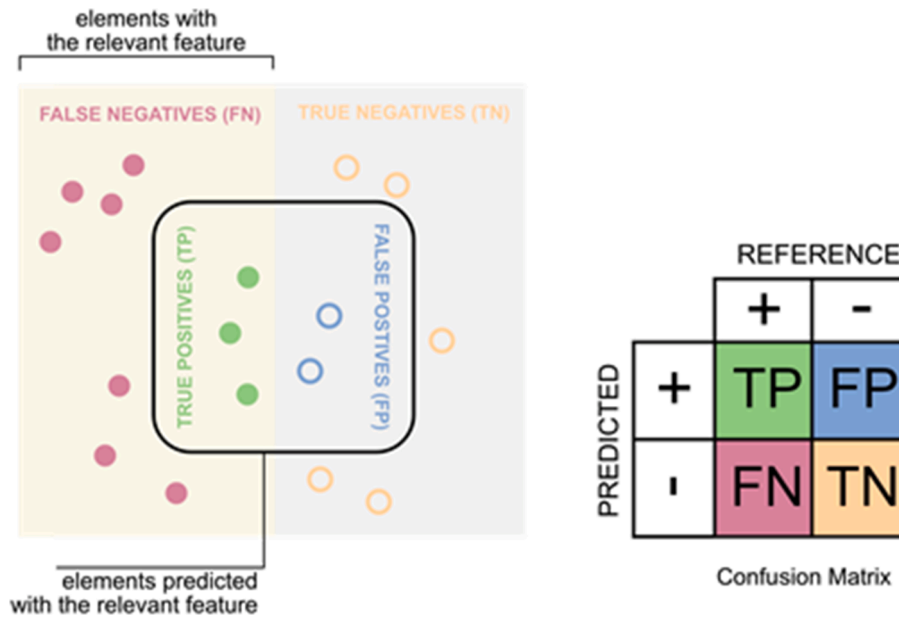 elements with
the relevant feature
FALSE NEGATIVES (FN)
TRUE NEGATIVES (TN)
TRUE POSITIVES (TP)
FALSE POSTIVES (FP)
elements predicted
with the relevant feature
REFERENCE
+ -
PREDICTED
+ TP FP
- FN TN
Confusion Matrix